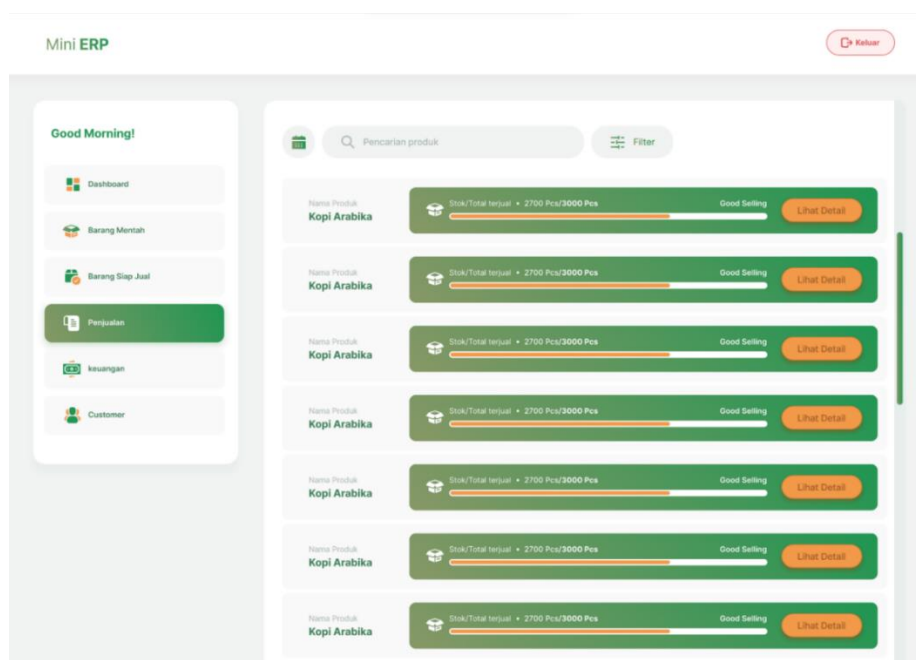 Mini ERP
Keluar
Good Morning!
Dashboard
Barang Mentah
Barang Siap Jual
Penjualan
keuangan
Customer
Pencarian produk
Filter
Nama Produk
Kopi Arabika
Stok/Total terjual • 2700 Pcs/3000 Pcs
Good Selling
Lihat Detail
Nama Produk
Kopi Arabika
Stok/Total terjual • 2700 Pcs/3000 Pcs
Good Selling
Lihat Detail
Nama Produk
Kopi Arabika
Stok/Total terjual • 2700 Pcs/3000 Pcs
Good Selling
Lihat Detail
Nama Produk
Kopi Arabika
Stok/Total terjual • 2700 Pcs/3000 Pcs
Good Selling
Lihat Detail
Nama Produk
Kopi Arabika
Stok/Total terjual • 2700 Pcs/3000 Pcs
Good Selling
Lihat Detail
Nama Produk
Kopi Arabika
Stok/Total terjual • 2700 Pcs/3000 Pcs
Good Selling
Lihat Detail
Nama Produk
Kopi Arabika
Stok/Total terjual • 2700 Pcs/3000 Pcs
Good Selling
Lihat Detail